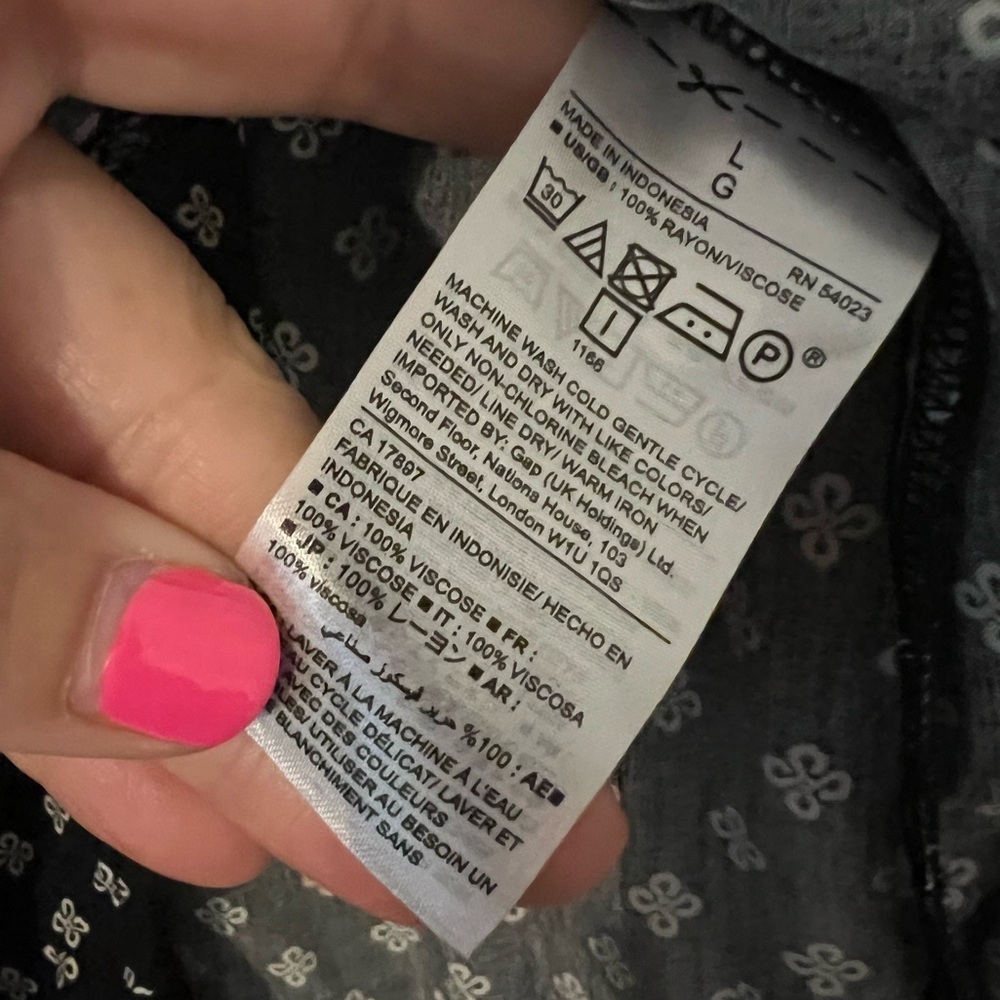 L
G
MADE IN INDONESIA RN 54023
■ US/GB : 100% RAYON/VISCOSE
30
P ®
1166
MACHINE WASH COLD GENTLE CYCLE/
WASH AND DRY WITH LIKE COLORS/
ONLY NON-CHLORINE BLEACH WHEN
NEEDED/ LINE DRY/ WARM IRON
IMPORTED BY: Gap (UK Holdings) Ltd.
Second Floor, Nations House, 103
Wigmore Street, London W1U 1QS
CA 17897
FABRIQUE EN INDONISIE/ HECHO EN
INDONESIA
■ CA : 100% VISCOSE ■ FR :
100% VISCOSE ■ IT : 100% VISCOSA
■ JP : 100% レーヨン ■ AR :
100% viscosa
■AE : 100% حرير فيسكوز صناعي
LAVER À LA MACHINE À L'EAU
AU CYCLE DÉLICAT/ LAVER ET
AVEC DES COULEURS
UTILISER AU BESOIN UN
BLANCHIMENT SANS